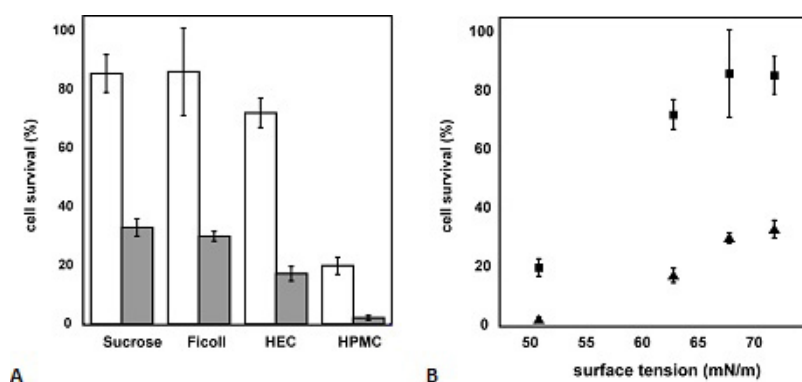 100
80
60
40
20
0
cell survival (%)
Sucrose Ficoll HEC HPMC
A
100
80
60
40
20
0
cell survival (%)
50 55 60 65 70
surface tension (mN/m)
B